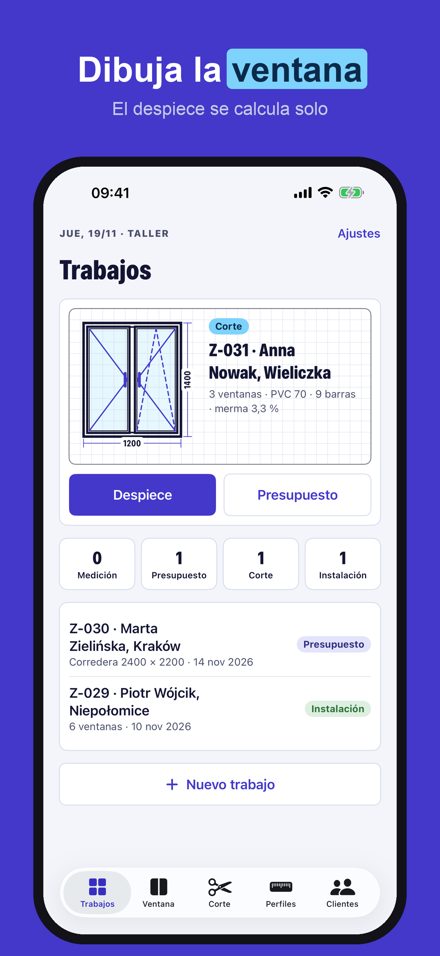 Dibuja la ventana
El despiece se calcula solo
09:41
JUE, 19/11 · TALLER
Ajustes
Trabajos
1400
1200
Corte
Z-031 · Anna
Nowak, Wieliczka
3 ventanas · PVC 70 · 9 barras
· merma 3,3 %
Despiece
Presupuesto
0
Medición
1
Presupuesto
1
Corte
1
Instalación
Z-030 · Marta
Zielińska, Kraków
Corredera 2400 × 2200 · 14 nov 2026
Presupuesto
Z-029 · Piotr Wójcik,
Niepołomice
6 ventanas · 10 nov 2026
Instalación
+ Nuevo trabajo
Trabajos
Ventana
Corte
Perfiles
Clientes